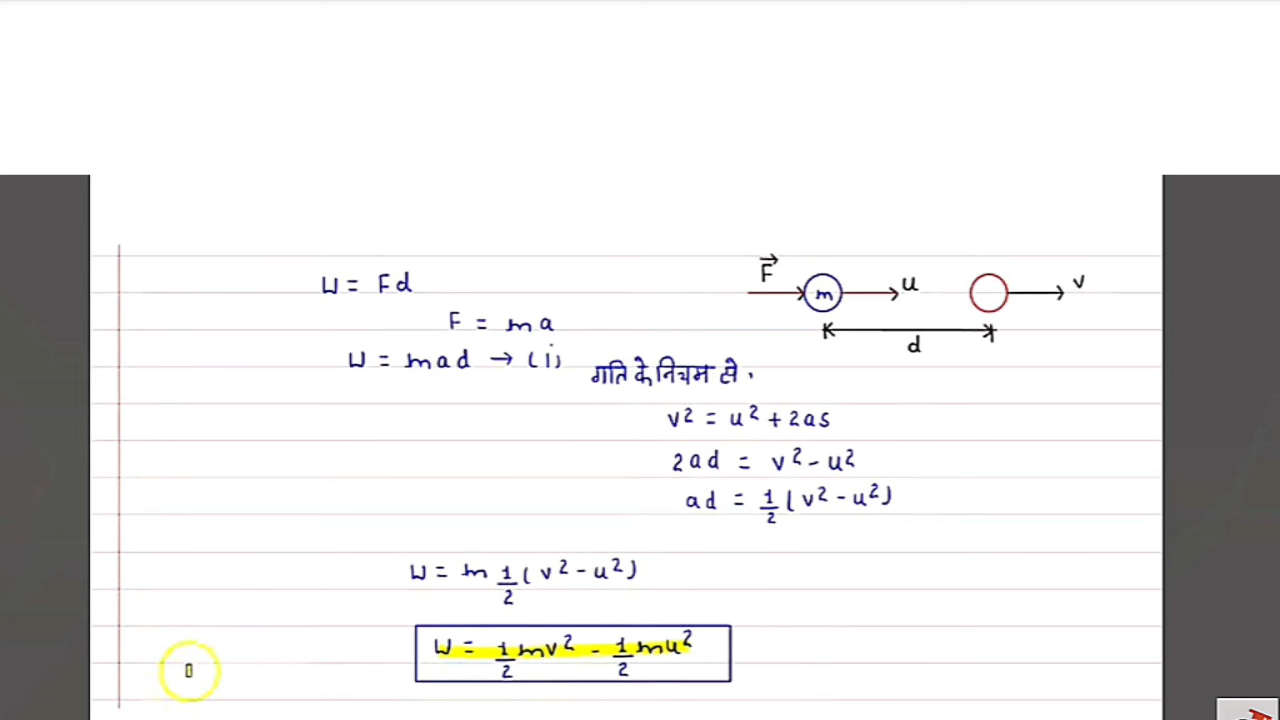 W = Fd
F = ma
W = mad → (i)
F⃗ m u v
d
गति के नियम से,
v² = u² + 2as
2ad = v² - u²
ad = 1/2 (v² - u²)
W = m 1/2 (v² - u²)
W = 1/2 mv² - 1/2 mu²